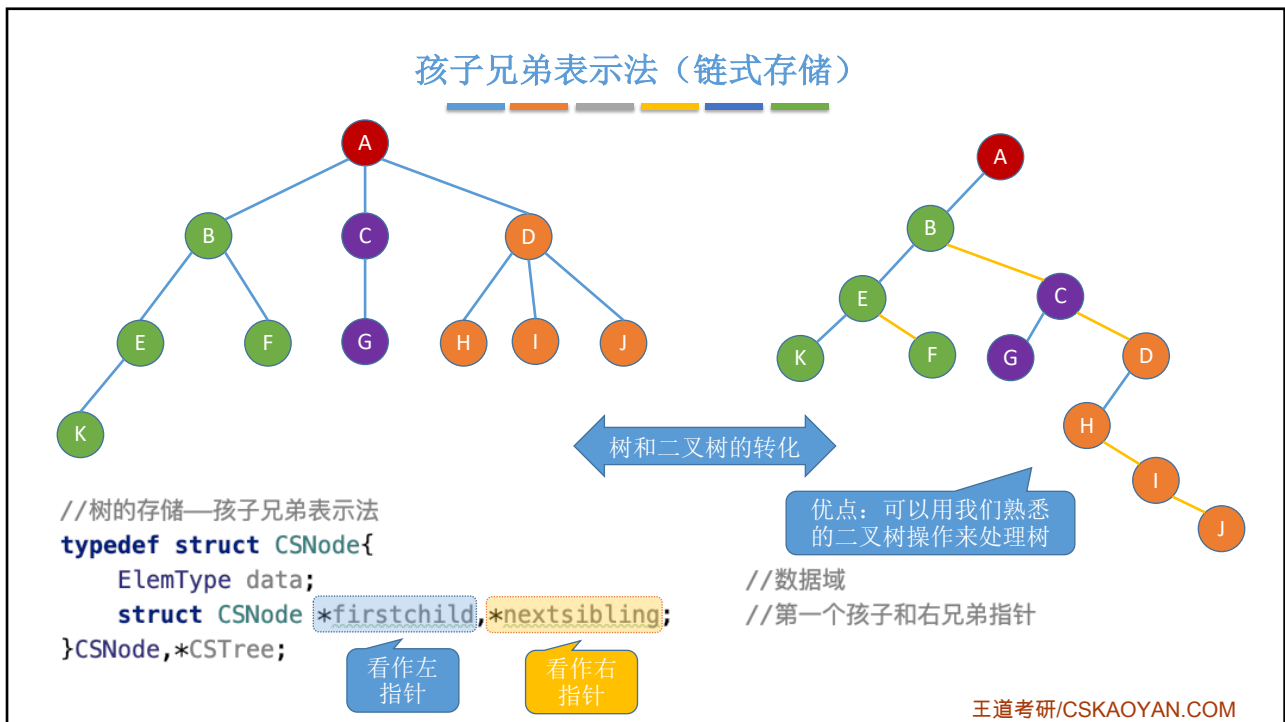 孩子兄弟表示法（链式存储）
A
B
C
D
E
F
G
H
I
J
K
A
B
E
C
K
F
G
D
H
I
J
树和二叉树的转化
优点：可以用我们熟悉
的二叉树操作来处理树
//树的存储——孩子兄弟表示法
typedef struct CSNode{
ElemType data; //数据域
struct CSNode *firstchild,*nextsibling; //第一个孩子和右兄弟指针
}CSNode,*CSTree;
看作左
指针
看作右
指针
王道考研/CSKAOYAN.COM